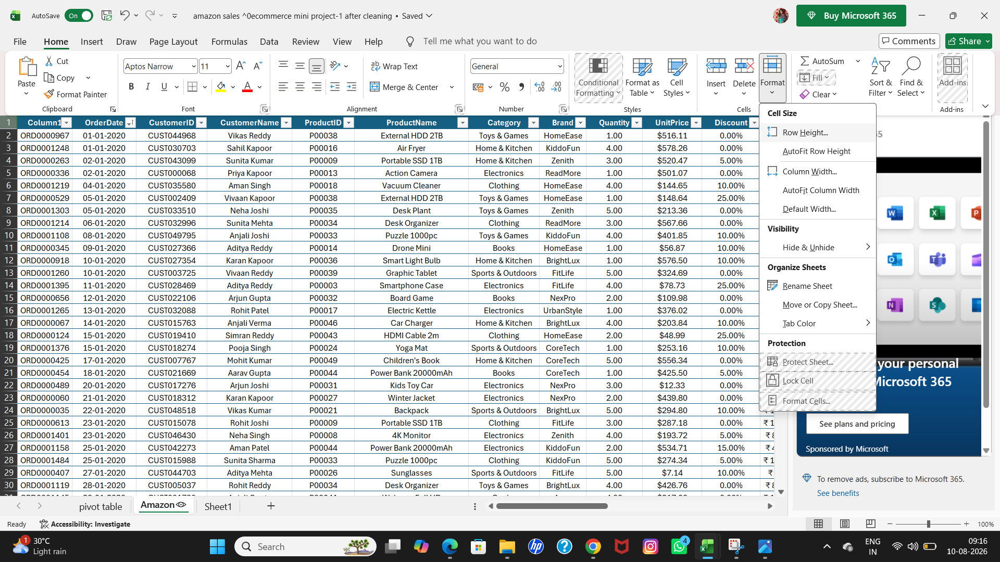 AutoSave On amazon sales ^0ecommerce mini project-1 after cleaning • Saved Buy Microsoft 365
File Home Insert Draw Page Layout Formulas Data Review View Help Tell me what you want to do Comments Share
Paste Cut Copy Format Painter Clipboard
Aptos Narrow 11 B I U A Font
Wrap Text Merge & Center Alignment
General % Number
Conditional Formatting Format as Table Cell Styles Styles
Insert Delete Format Cells
AutoSum Fill Clear Sort & Filter Find & Select
Add-ins Add-ins
1 Column1 OrderDate CustomerID CustomerName ProductID ProductName Category Brand Quantity UnitPrice Discount
2 ORD0000967 01-01-2020 CUST044968 Vikas Reddy P00038 External HDD 2TB Toys & Games HomeEase 1.00 $516.11 0.00%
3 ORD0001248 01-01-2020 CUST030703 Sahil Kapoor P00016 Air Fryer Home & Kitchen KiddoFun 4.00 $578.26 0.00%
4 ORD0000263 02-01-2020 CUST043099 Sunita Kumar P00009 Portable SSD 1TB Home & Kitchen Zenith 3.00 $520.47 5.00%
5 ORD0000336 02-01-2020 CUST000068 Priya Kapoor P00013 Action Camera Electronics ReadMore 1.00 $501.07 0.00%
6 ORD0001219 04-01-2020 CUST035580 Aman Singh P00018 Vacuum Cleaner Clothing HomeEase 4.00 $144.65 10.00%
7 ORD0000529 05-01-2020 CUST002409 Vivaan Kapoor P00038 External HDD 2TB Toys & Games HomeEase 1.00 $148.64 25.00%
8 ORD0001303 05-01-2020 CUST033510 Neha Joshi P00035 Desk Plant Toys & Games Zenith 5.00 $213.36 0.00%
9 ORD0001214 06-01-2020 CUST032996 Sunita Mehta P00034 Desk Organizer Clothing ReadMore 3.00 $567.66 0.00%
10 ORD0001108 08-01-2020 CUST049795 Anjali Joshi P00033 Puzzle 1000pc Toys & Games KiddoFun 4.00 $401.85 10.00%
11 ORD0000345 09-01-2020 CUST027366 Aditya Reddy P00014 Drone Mini Books HomeEase 1.00 $56.87 10.00%
12 ORD0000918 10-01-2020 CUST027354 Karan Kapoor P00036 Smart Light Bulb Home & Kitchen BrightLux 1.00 $576.50 10.00%
13 ORD0001260 10-01-2020 CUST003725 Vivaan Reddy P00039 Graphic Tablet Sports & Outdoors FitLife 5.00 $324.69 0.00%
14 ORD0001395 11-01-2020 CUST028469 Aditya Reddy P00003 Smartphone Case Electronics FitLife 4.00 $78.73 25.00%
15 ORD0000656 12-01-2020 CUST022106 Arjun Gupta P00032 Board Game Books NexPro 2.00 $109.98 0.00%
16 ORD0001265 13-01-2020 CUST032088 Rohit Patel P00017 Electric Kettle Electronics UrbanStyle 1.00 $376.02 0.00%
17 ORD0000067 14-01-2020 CUST015763 Anjali Verma P00046 Car Charger Home & Kitchen BrightLux 4.00 $203.84 10.00%
18 ORD0000124 15-01-2020 CUST019410 Simran Reddy P00043 HDMI Cable 2m Clothing HomeEase 2.00 $48.99 25.00%
19 ORD0001376 15-01-2020 CUST018274 Pooja Singh P00024 Yoga Mat Sports & Outdoors CoreTech 1.00 $253.16 10.00%
20 ORD0000425 17-01-2020 CUST007767 Mohit Kumar P00049 Children's Book Home & Kitchen CoreTech 5.00 $556.34 0.00%
21 ORD0000454 18-01-2020 CUST021669 Aarav Gupta P00044 Power Bank 20000mAh Books CoreTech 1.00 $425.50 5.00%
22 ORD0000489 20-01-2020 CUST017276 Arjun Joshi P00031 Kids Toy Car Electronics NexPro 3.00 $12.33 0.00%
23 ORD0000060 21-01-2020 CUST018312 Karan Kapoor P00027 Winter Jacket Electronics NexPro 2.00 $439.80 0.00%
24 ORD0000035 22-01-2020 CUST048518 Vikas Kumar P00021 Backpack Sports & Outdoors BrightLux 5.00 $294.80 10.00%
25 ORD0000613 23-01-2020 CUST015078 Rohit Joshi P00009 Portable SSD 1TB Clothing FitLife 3.00 $287.18 0.00% ₹ 1
26 ORD0001401 23-01-2020 CUST046430 Neha Singh P00008 4K Monitor Electronics Zenith 4.00 $193.72 5.00% ₹ 8
27 ORD0001158 25-01-2020 CUST042273 Aman Patel P00044 Power Bank 20000mAh Electronics KiddoFun 2.00 $534.71 15.00% ₹ 4
28 ORD0001484 25-01-2020 CUST015988 Sunita Sharma P00033 Puzzle 1000pc Clothing Zenith 5.00 $274.34 5.00% ₹ 1
29 ORD0000407 27-01-2020 CUST044703 Aditya Mehta P00026 Sunglasses Sports & Outdoors FitLife 5.00 $7.14 10.00% ₹
30 ORD0001119 28-01-2020 CUST005037 Rohit Reddy P00034 Desk Organizer Toys & Games BrightLux 4.00 $426.76 0.00% ₹ 8
Cell Size
Row Height...
AutoFit Row Height
Column Width...
AutoFit Column Width
Default Width...
Visibility
Hide & Unhide
Organize Sheets
Rename Sheet
Move or Copy Sheet...
Tab Color
Protection
Protect Sheet...
Lock Cell
Format Cells...
your personal
Microsoft 365
See plans and pricing
Sponsored by Microsoft
To remove ads, subscribe to Microsoft 365.
See benefits
pivot table Amazon Sheet1
Ready Accessibility: Investigate 100%
1 30°C
Light rain
Search
4
ENG
IN
09:16
10-08-2026